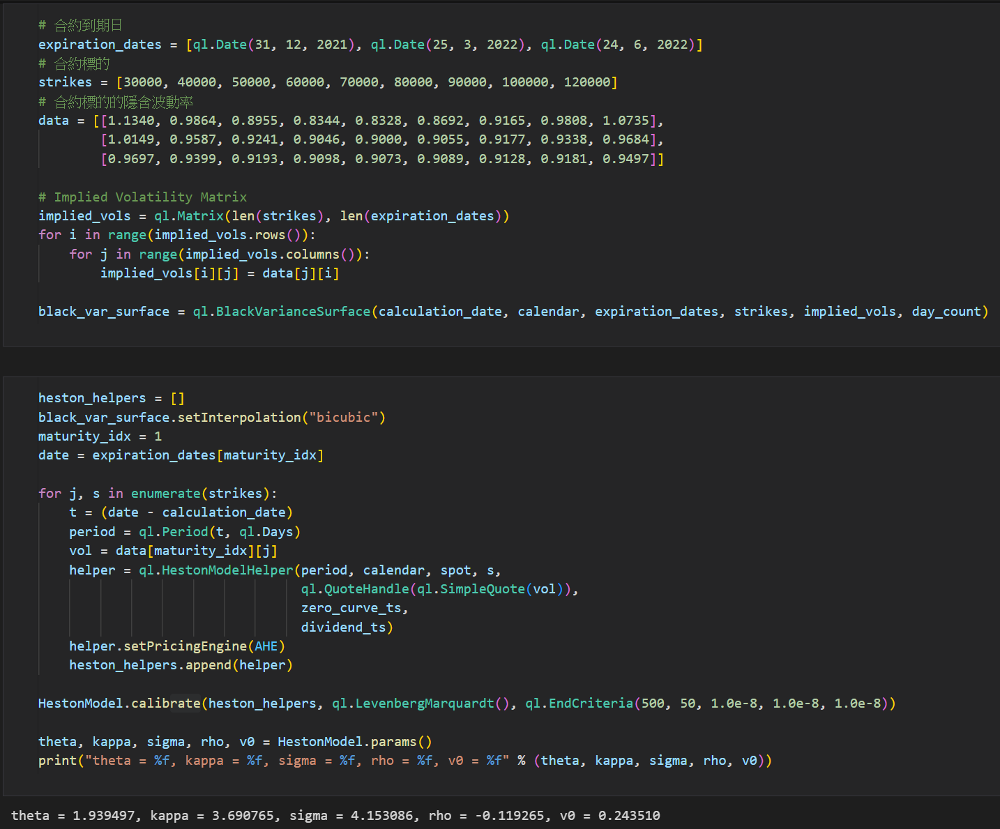 # 合約到期日
expiration_dates = [ql.Date(31, 12, 2021), ql.Date(25, 3, 2022), ql.Date(24, 6, 2022)]
# 合約標的
strikes = [30000, 40000, 50000, 60000, 70000, 80000, 90000, 100000, 120000]
# 合約標的的隱含波動率
data = [[1.1340, 0.9864, 0.8955, 0.8344, 0.8328, 0.8692, 0.9165, 0.9808, 1.0735],
        [1.0149, 0.9587, 0.9241, 0.9046, 0.9000, 0.9055, 0.9177, 0.9338, 0.9684],
        [0.9697, 0.9399, 0.9193, 0.9098, 0.9073, 0.9089, 0.9128, 0.9181, 0.9497]]
# Implied Volatility Matrix
implied_vols = ql.Matrix(len(strikes), len(expiration_dates))
for i in range(implied_vols.rows()):
    for j in range(implied_vols.columns()):
        implied_vols[i][j] = data[j][i]
black_var_surface = ql.BlackVarianceSurface(calculation_date, calendar, expiration_dates, strikes, implied_vols, day_count)
heston_helpers = []
black_var_surface.setInterpolation("bicubic")
maturity_idx = 1
date = expiration_dates[maturity_idx]
for j, s in enumerate(strikes):
    t = (date - calculation_date)
    period = ql.Period(t, ql.Days)
    vol = data[maturity_idx][j]
    helper = ql.HestonModelHelper(period, calendar, spot, s,
                                  ql.QuoteHandle(ql.SimpleQuote(vol)),
                                  zero_curve_ts,
                                  dividend_ts)
    helper.setPricingEngine(AHE)
    heston_helpers.append(helper)
HestonModel.calibrate(heston_helpers, ql.LevenbergMarquardt(), ql.EndCriteria(500, 50, 1.0e-8, 1.0e-8, 1.0e-8))
theta, kappa, sigma, rho, v0 = HestonModel.params()
print("theta = %f, kappa = %f, sigma = %f, rho = %f, v0 = %f" % (theta, kappa, sigma, rho, v0))
theta = 1.939497, kappa = 3.690765, sigma = 4.153086, rho = -0.119265, v0 = 0.243510